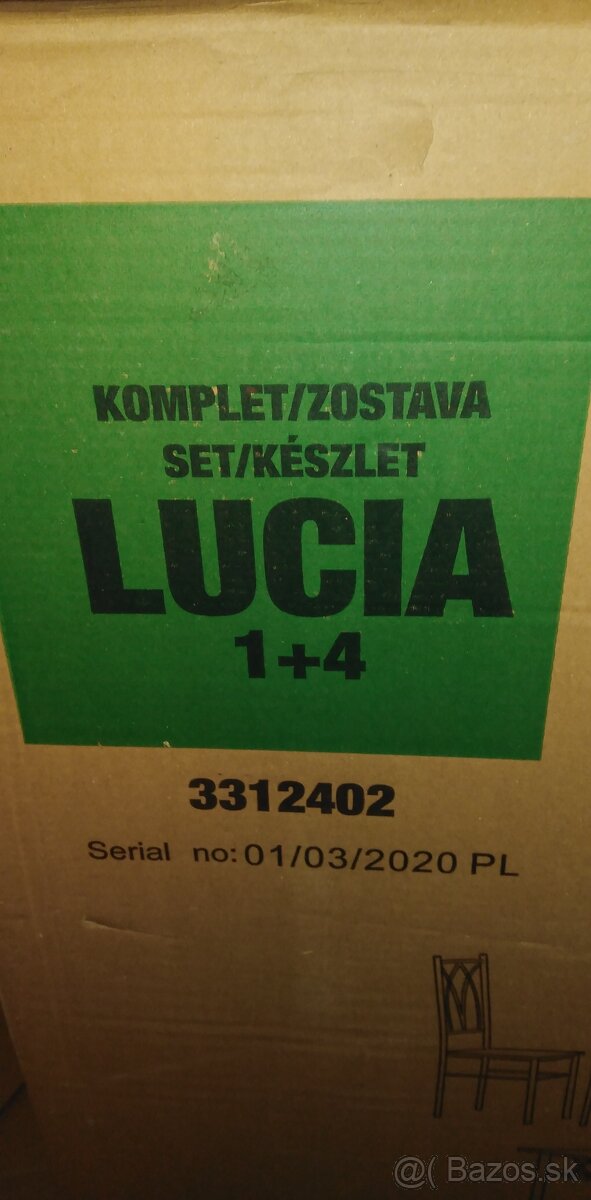 KOMPLET/ZOSTAVA
SET/KÉSZLET
LUCIA
1+4
3312402
Serial no: 01/03/2020 PL
@( Bazos.sk